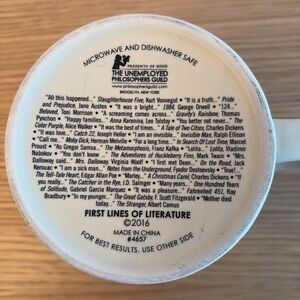 MICROWAVE AND DISHWASHER SAFE
PRESENTS OF MIND
THE UNEMPLOYED
PHILOSOPHERS GUILD
www.philosophersguild.com
BROOKLYN, NEW YORK
"All this happened..." Slaughterhouse Five, Kurt Vonnegut • "It is a truth..." Pride
and Prejudice, Jane Austen • "It was a bright..." 1984, George Orwell • "124..."
Beloved, Toni Morrison • "A screaming comes across..." Gravity's Rainbow, Thomas
Pynchon • "Happy families..." Anna Karenina, Leo Tolstoy • "You better not never..." The
Color Purple, Alice Walker • "It was the best of times..." A Tale of Two Cities, Charles Dickens
"It was love..." Catch 22, Joseph Heller • "I am an invisible..." Invisible Man, Ralph Ellison
• "Call me..." Moby Dick, Herman Melville • "For a long time..." In Search of Lost Time, Marcel
Proust • "As Gregor Samsa... The Metamorphosis, Franz Kafka • "Lolita... Lolita, Vladimir
Nabokov • "You don't know..." The Adventures of Huckleberry Finn, Mark Twain • "Mrs.
Dalloway said..." Mrs. Dalloway, Virginia Woolf • "I first met Dean..." On the Road, Jack
Kerouac • "I am a sick man..." Notes from the Underground, Feodor Dostoevsky • "True!..."
The Tell-Tale Heart, Edgar Allan Poe • "Marley..." A Christmas Carol, Charles Dickens • "If
you really..." The Catcher in the Rye, J.D. Salinger • "Many years..." One Hundred Years
of Solitude, Gabriel Garcia Marquez • "It was a pleasure..." Fahrenheit 451, Ray
Bradbury • "In my younger..." The Great Gatsby, F. Scott Fitzgerald • "Mother died
today..." The Stranger, Albert Camus
FIRST LINES OF LITERATURE
©2016
MADE IN CHINA
#4657
FOR BEST RESULTS, USE OTHER SIDE